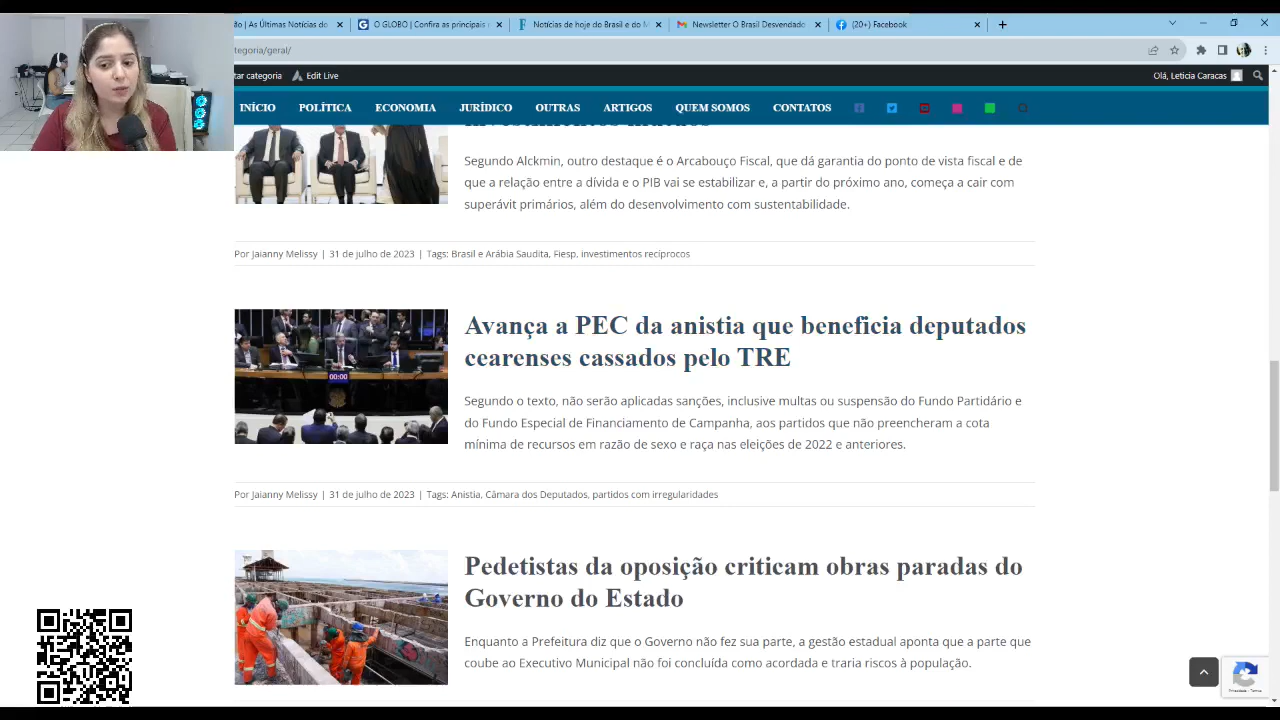 ão | As Últimas Notícias do
O GLOBO | Confira as principais
Notícias de hoje do Brasil e do M
Newsletter O Brasil Desvendado
(20+) Facebook
tegoria/geral/
tar categoria
Edit Live
Olá, Leticia Caracas
INÍCIO
POLÍTICA
ECONOMIA
JURÍDICO
OUTRAS
ARTIGOS
QUEM SOMOS
CONTATOS
Segundo Alckmin, outro destaque é o Arcabouço Fiscal, que dá garantia do ponto de vista fiscal e de
que a relação entre a dívida e o PIB vai se estabilizar e, a partir do próximo ano, começa a cair com
superávit primários, além do desenvolvimento com sustentabilidade.
Por Jaianny Melissy | 31 de julho de 2023 | Tags: Brasil e Arábia Saudita, Fiesp, investimentos recíprocos
00:00
Avança a PEC da anistia que beneficia deputados
cearenses cassados pelo TRE
Segundo o texto, não serão aplicadas sanções, inclusive multas ou suspensão do Fundo Partidário e
do Fundo Especial de Financiamento de Campanha, aos partidos que não preencheram a cota
mínima de recursos em razão de sexo e raça nas eleições de 2022 e anteriores.
Por Jaianny Melissy | 31 de julho de 2023 | Tags: Anistia, Câmara dos Deputados, partidos com irregularidades
Pedetistas da oposição criticam obras paradas do
Governo do Estado
Enquanto a Prefeitura diz que o Governo não fez sua parte, a gestão estadual aponta que a parte que
coube ao Executivo Municipal não foi concluída como acordada e traria riscos à população.
Privacidade - Termos